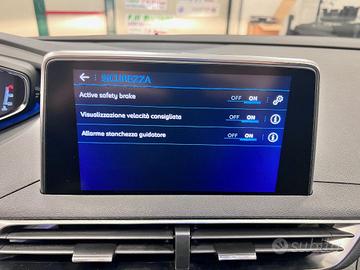 SICUREZZA
Active safety brake OFF ON
Visualizzazione velocità consigliata OFF ON
Allarme stanchezza guidatore OFF ON
subito